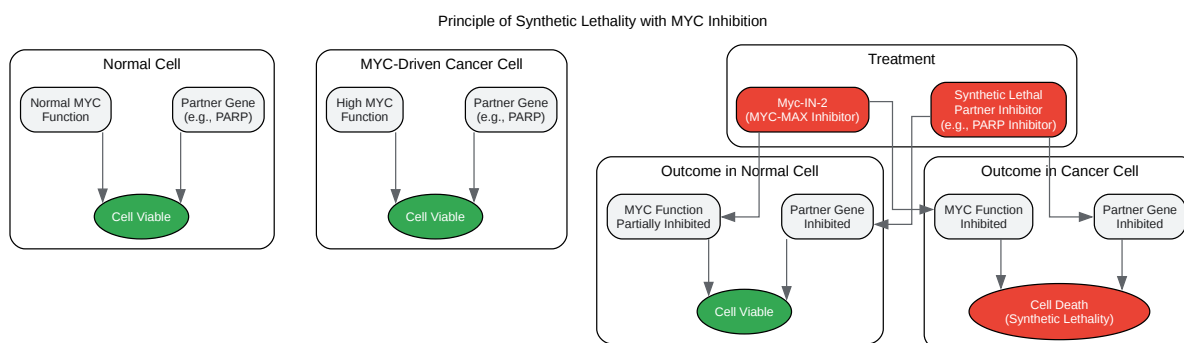 Principle of Synthetic Lethality with MYC Inhibition
Normal Cell
Normal MYC
Function
Partner Gene
(e.g., PARP)
Cell Viable
MYC-Driven Cancer Cell
High MYC
Function
Partner Gene
(e.g., PARP)
Cell Viable
Treatment
Myc-IN-2
(MYC-MAX Inhibitor)
Synthetic Lethal
Partner Inhibitor
(e.g., PARP Inhibitor)
Outcome in Normal Cell
MYC Function
Partially Inhibited
Partner Gene
Inhibited
Cell Viable
Outcome in Cancer Cell
MYC Function
Inhibited
Partner Gene
Inhibited
Cell Death
(Synthetic Lethality)